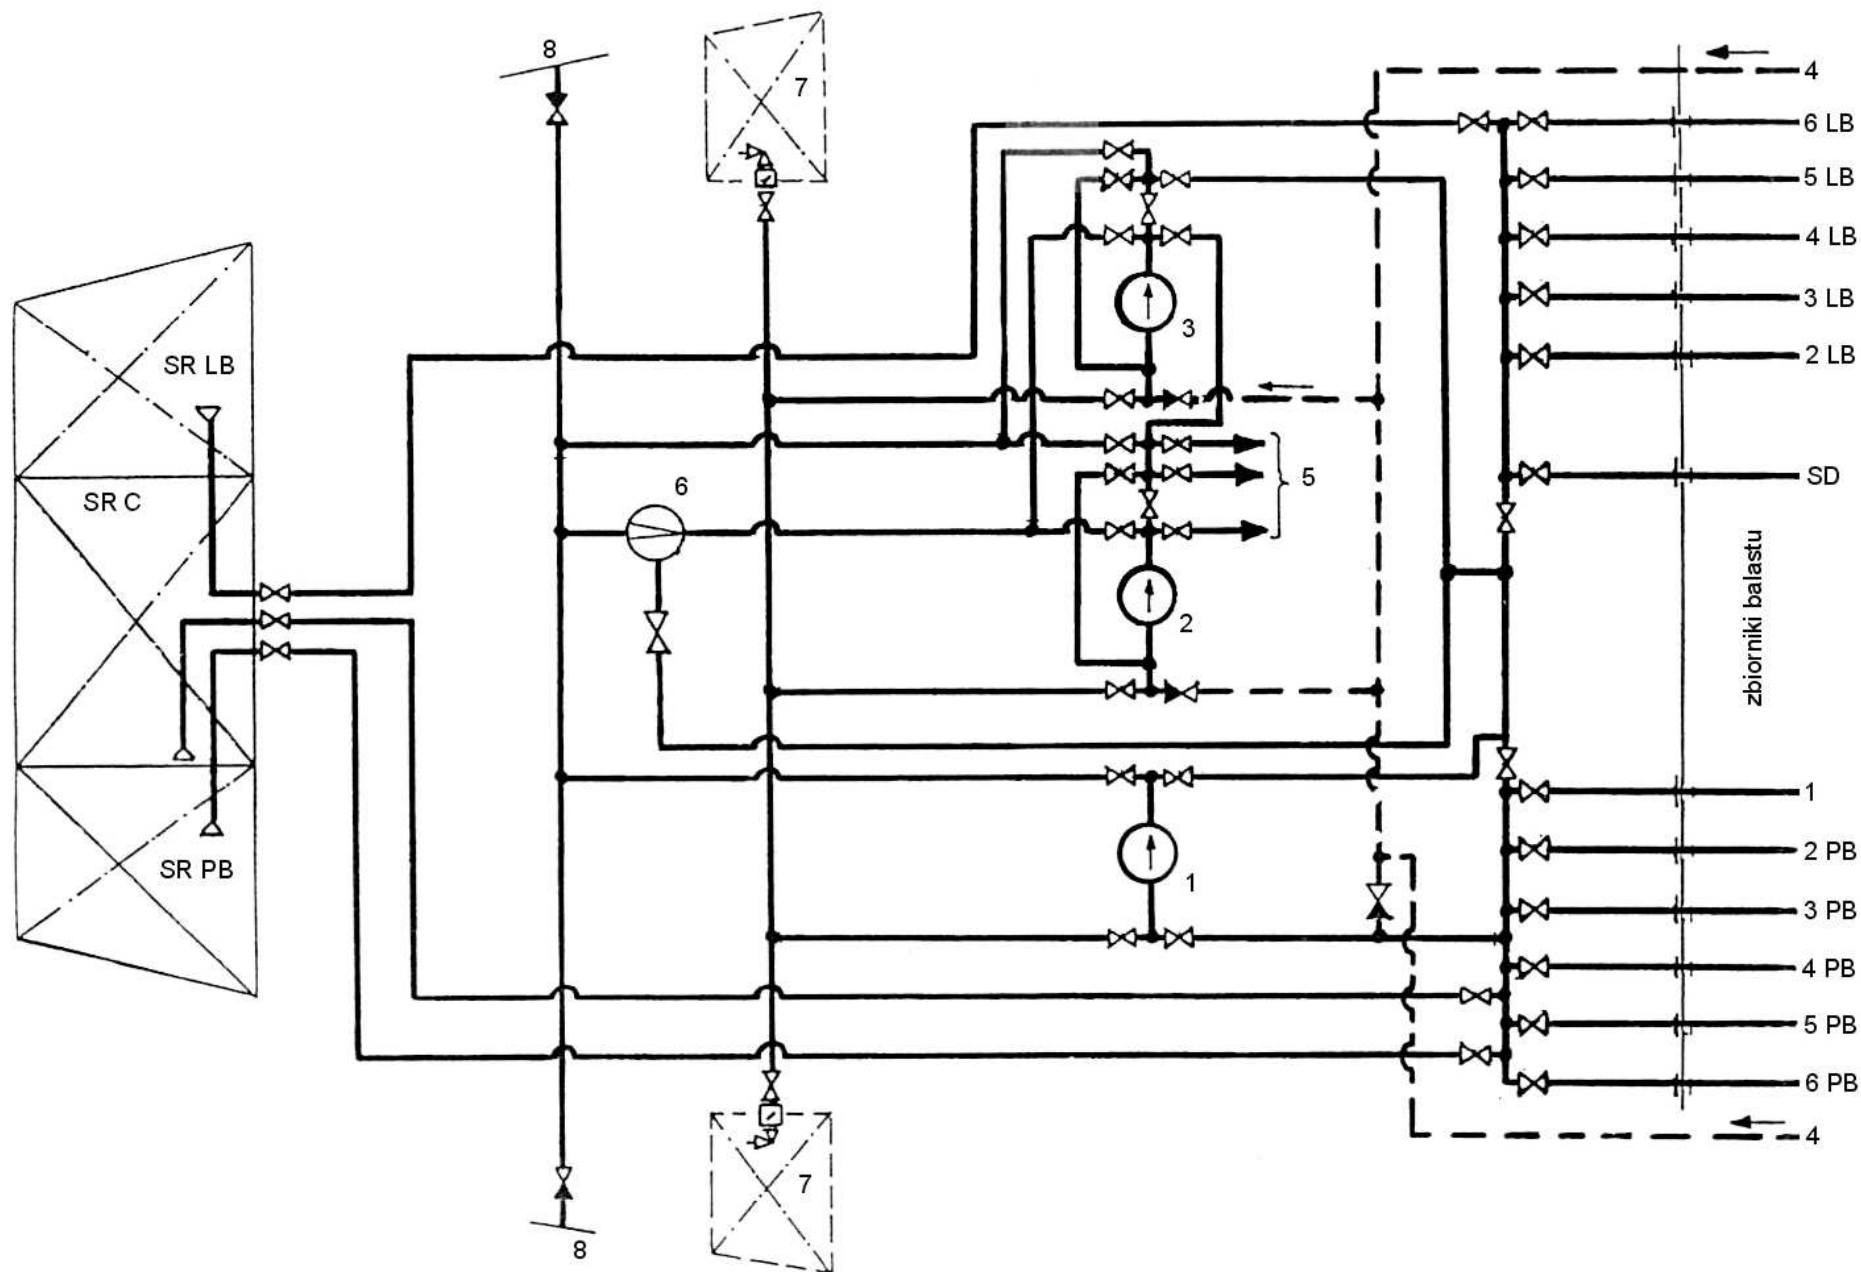 8
7
4
6 LB
5 LB
4 LB
3 LB
2 LB
3
SR LB
SR C
6
5
SD
2
zbiorniki balastu
1
2 PB
1
SR PB
3 PB
4 PB
5 PB
6 PB
4
7
8